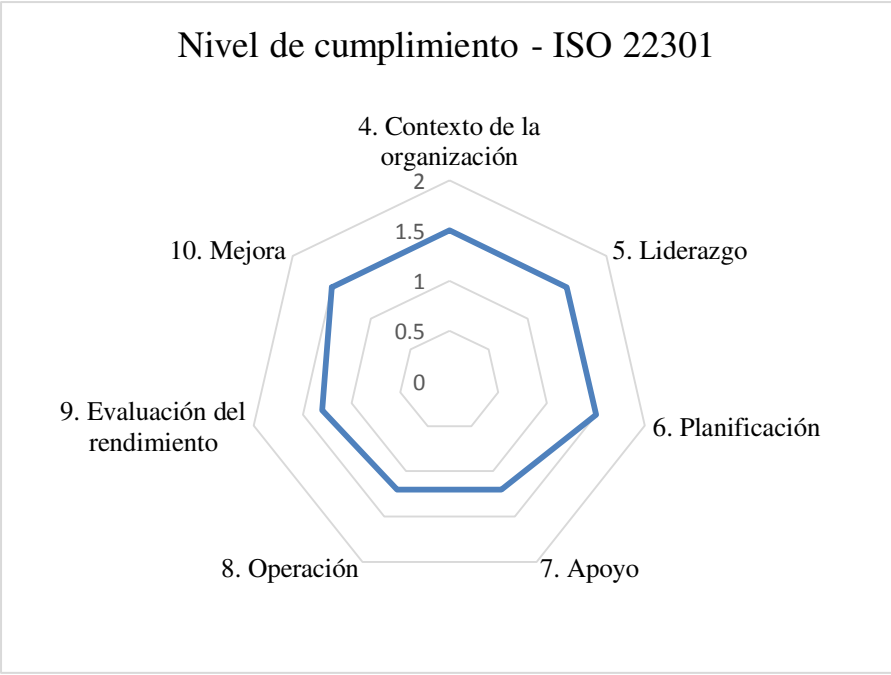 Nivel de cumplimiento - ISO 22301
4. Contexto de la
organización
2
1.5
1
0.5
0
5. Liderazgo
6. Planificación
7. Apoyo
8. Operación
9. Evaluación del
rendimiento
10. Mejora